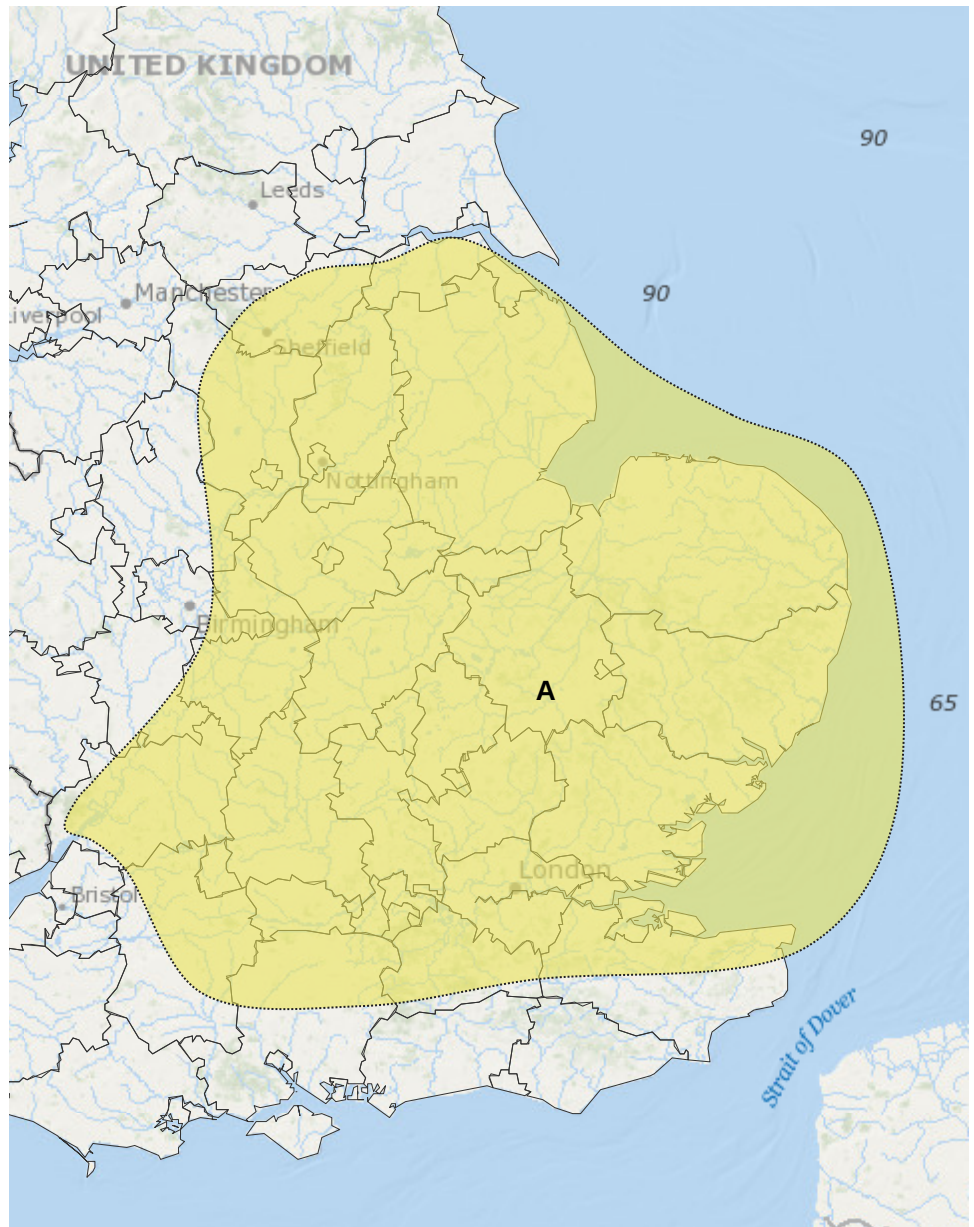 UNITED KINGDOM
90
Leeds
Manchester
90
Liverpool
Sheffield
Nottingham
Birmingham
A
65
London
Bristol
Strait of Dover